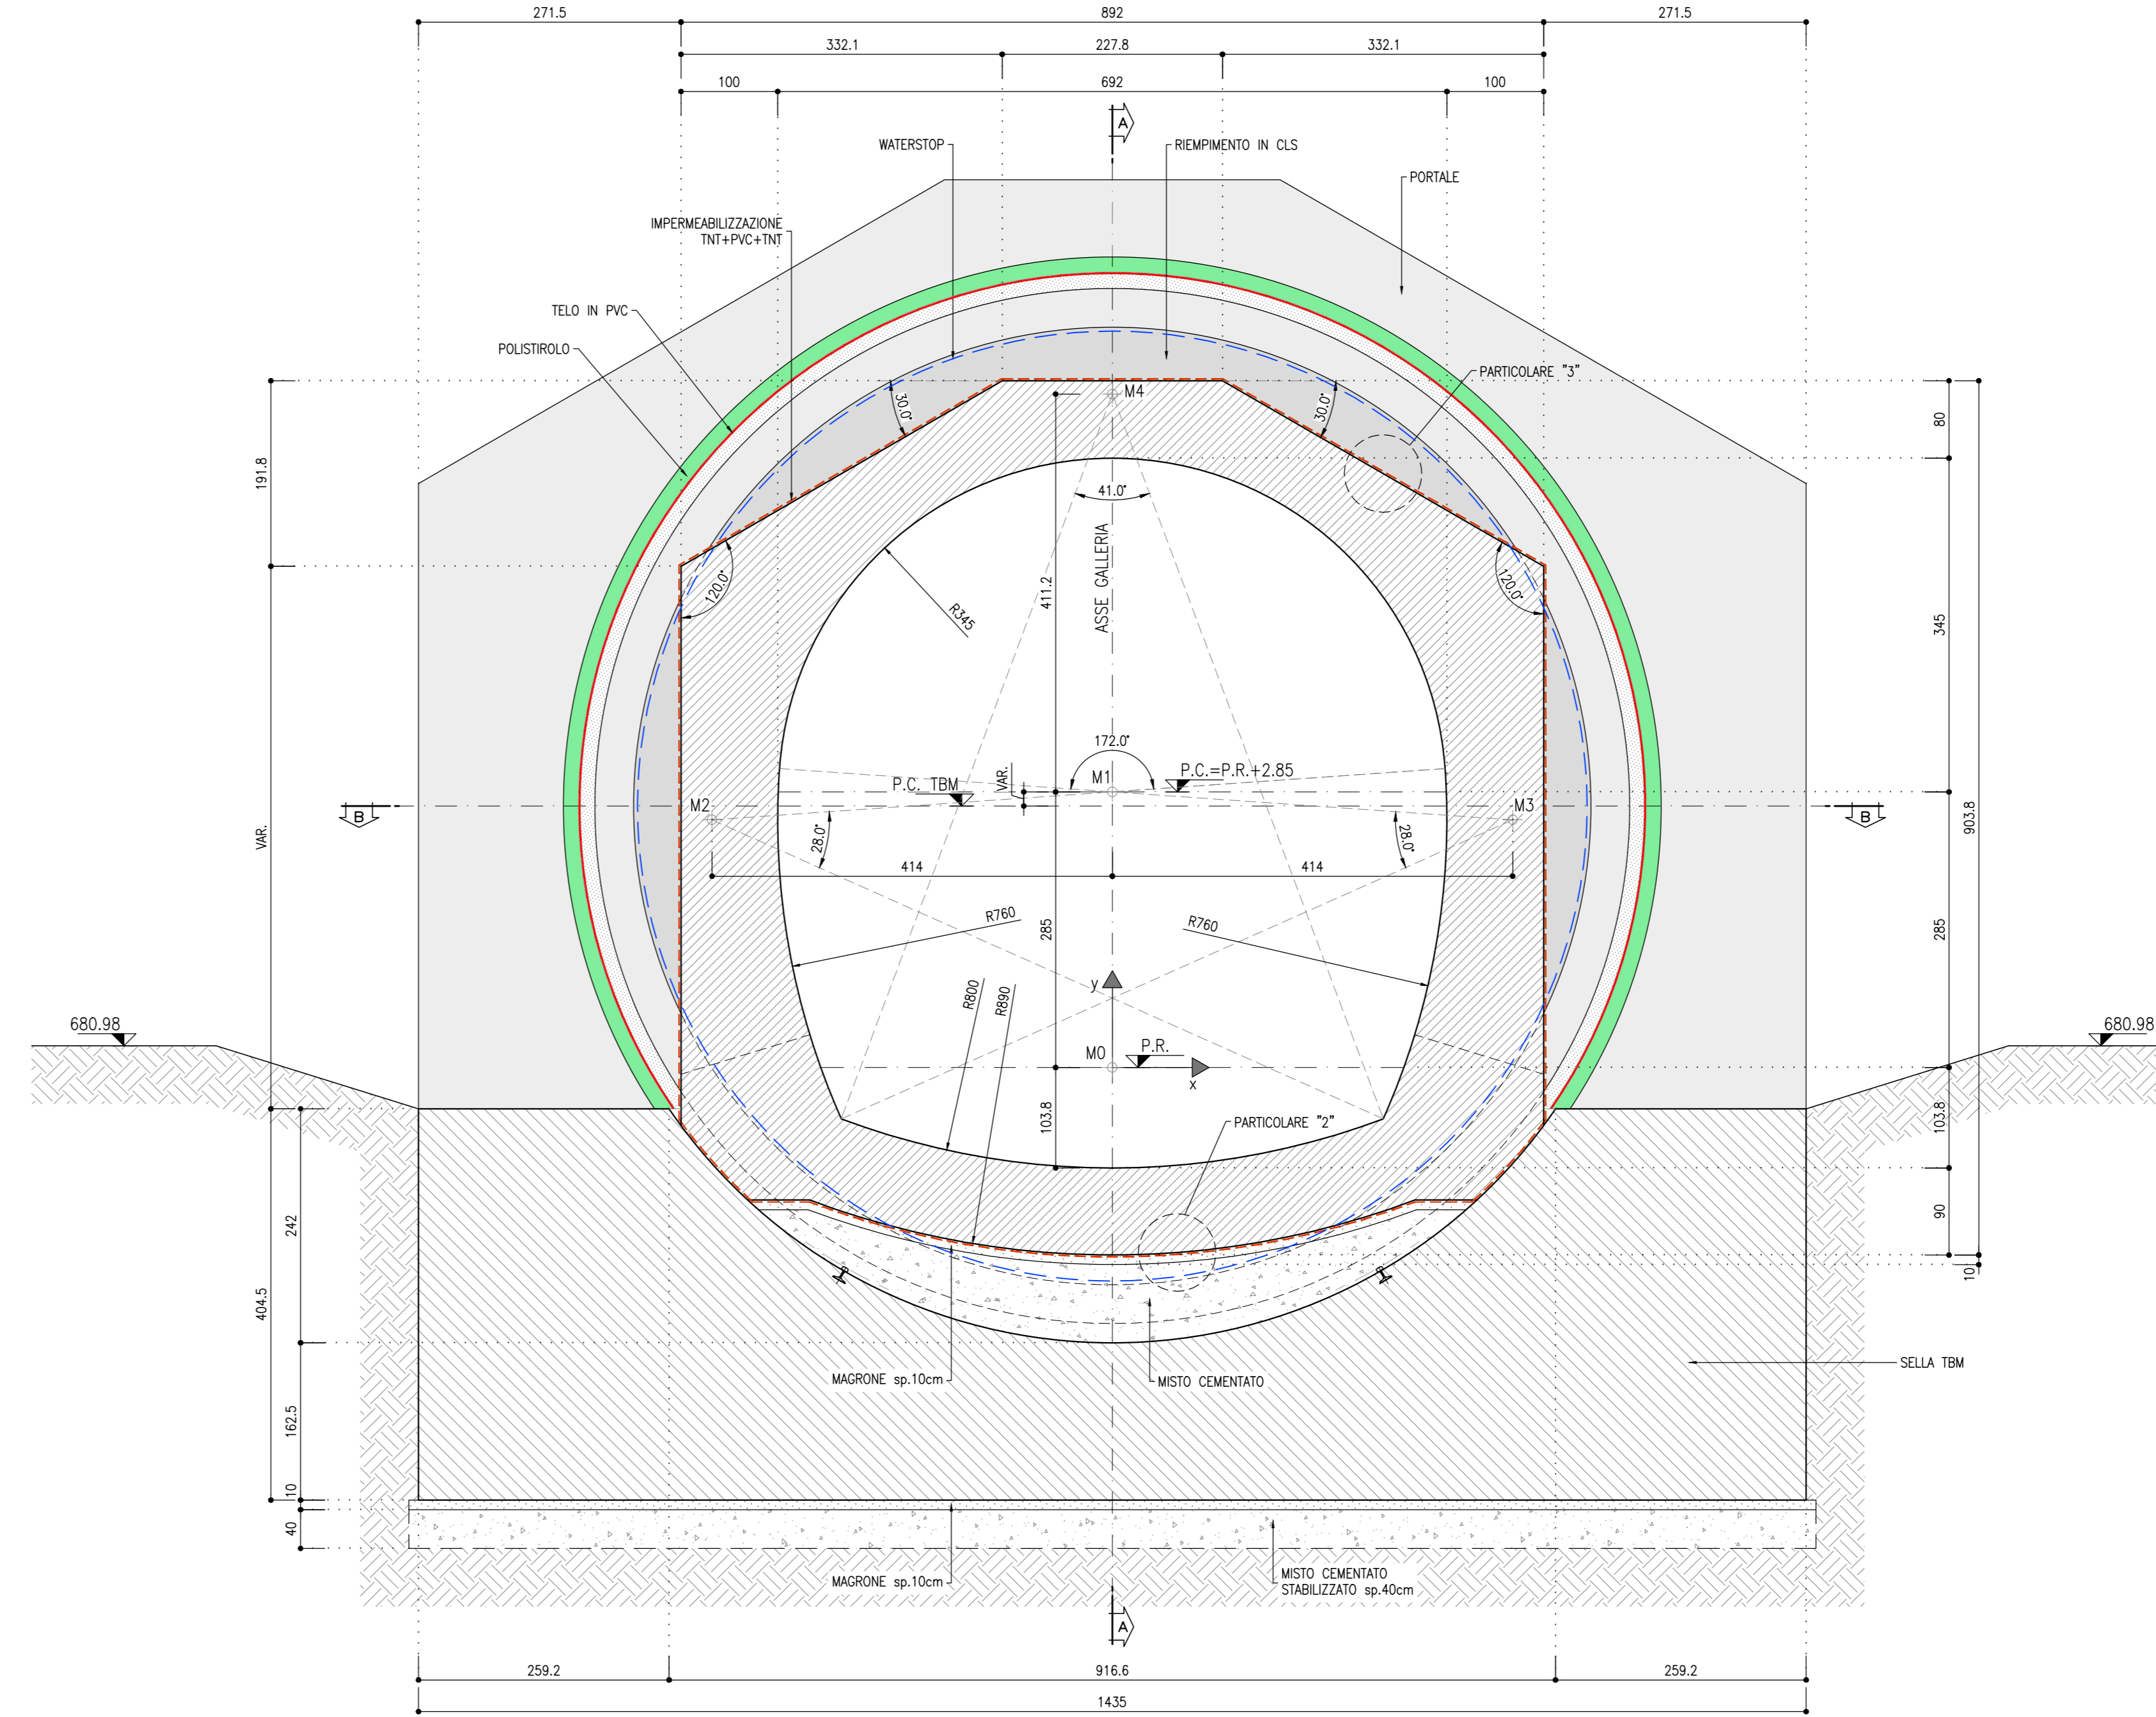 271.5
892
271.5
332.1
227.8
332.1
100
692
100
A
WATERSTOP
RIEMPIMENTO IN CLS
PORTALE
IMPERMEABILIZZAZIONE
TNT+PVC+TNT
TELO IN PVC
POLISTIROLO
PARTICOLARE "3"
M4
30.0°
30.0°
80
191.8
41.0°
ASSE GALLERIA
411.2
R345
120.0°
120.0°
345
172.0°
VAR.
M1
P.C. TBM
P.C.=P.R.+2.85
M2
M3
B
B
903.8
VAR.
28.0°
28.0°
414
414
R760
R760
285
285
R800
R890
y
680.98
680.98
M0
P.R.
x
103.8
103.8
PARTICOLARE "2"
90
242
10
404.5
SELLA TBM
MAGRONE sp.10cm
MISTO CEMENTATO
162.5
10
40
MAGRONE sp.10cm
MISTO CEMENTATO
STABILIZZATO sp.40cm
A
259.2
916.6
259.2
1435